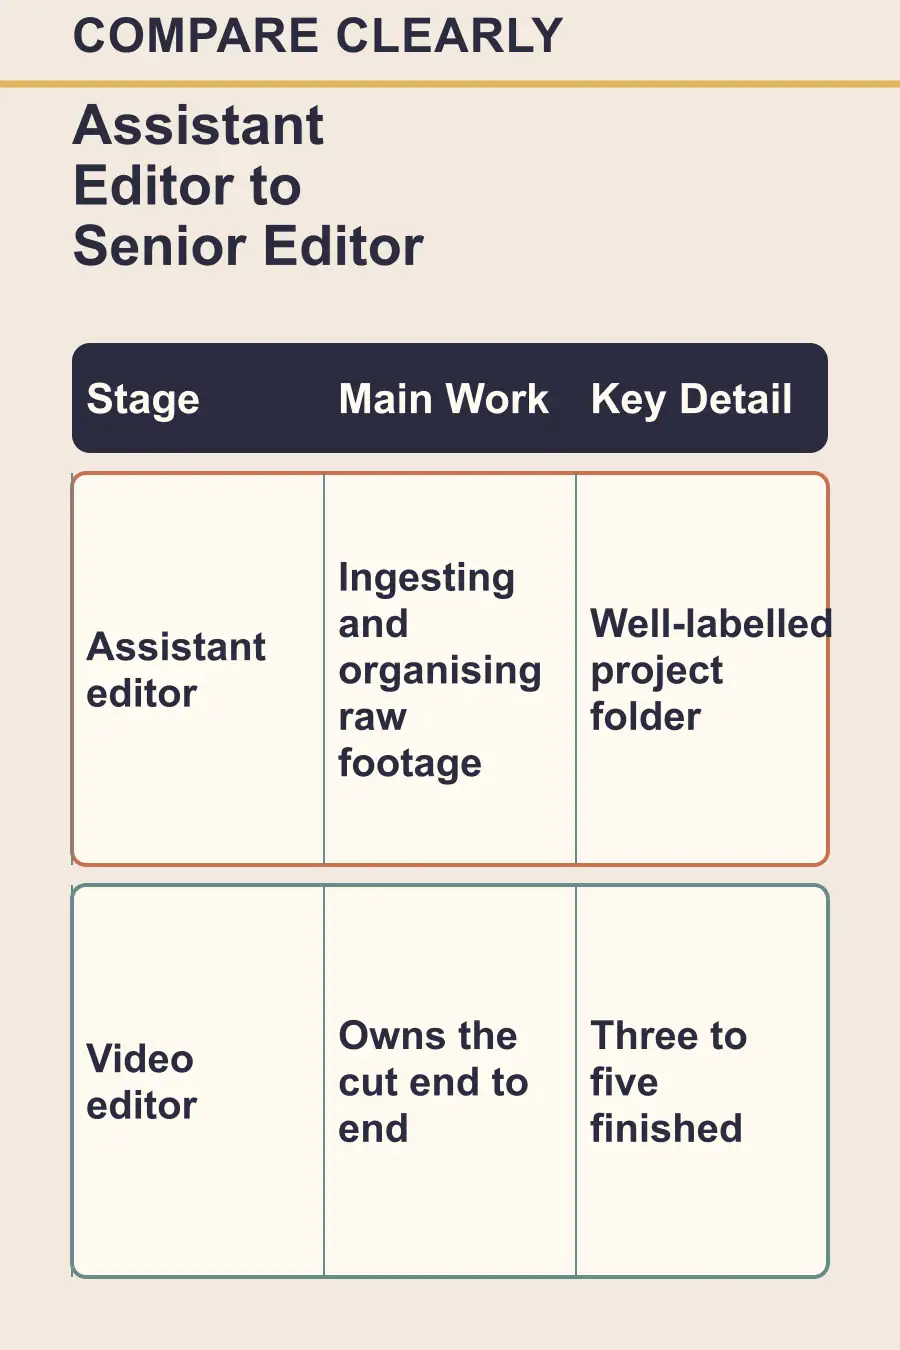 COMPARE CLEARLY
Assistant
Editor to
Senior Editor
Stage
Main Work
Key Detail
Assistant
editor
Ingesting
and
organising
raw
footage
Well-labelled
project
folder
Video
editor
Owns the
cut end to
end
Three to
five
finished